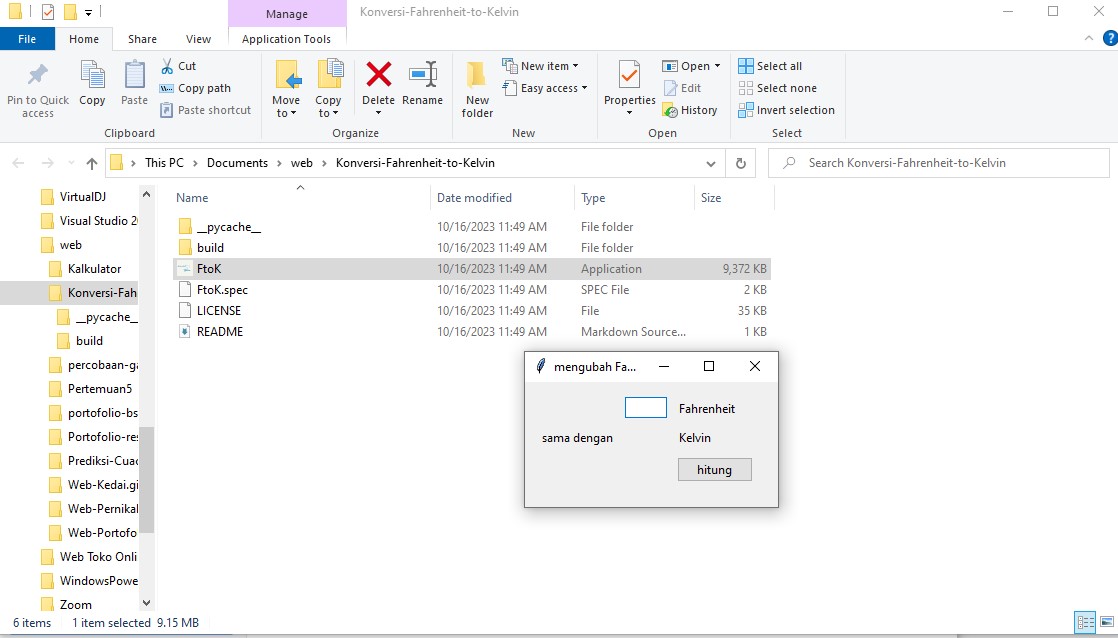 Manage
Konversi-Fahrenheit-to-Kelvin
File
Home
Share
View
Application Tools
?
Pin to Quick access
Copy
Paste
Cut
Copy path
Paste shortcut
Clipboard
Move to
Copy to
Delete
Rename
Organize
New folder
New item
Easy access
New
Properties
Open
Edit
History
Open
Select all
Select none
Invert selection
Select
This PC > Documents > web > Konversi-Fahrenheit-to-Kelvin
Search Konversi-Fahrenheit-to-Kelvin
VirtualDJ
Visual Studio 20
web
Kalkulator
Konversi-Fah
__pycache__
build
percobaan-ga
Pertemuan5
portofolio-bs
Portofolio-res
Prediksi-Cuac
Web-Kedai.gi
Web-Pernikal
Web-Portofo
Web Toko Onli
WindowsPowe
Zoom
Name Date modified Type Size
__pycache__ 10/16/2023 11:49 AM File folder
build 10/16/2023 11:49 AM File folder
FtoK 10/16/2023 11:49 AM Application 9,372 KB
FtoK.spec 10/16/2023 11:49 AM SPEC File 2 KB
LICENSE 10/16/2023 11:49 AM File 35 KB
README 10/16/2023 11:49 AM Markdown Source... 1 KB
mengubah Fa...
Fahrenheit
sama dengan Kelvin
hitung
6 items 1 item selected 9.15 MB